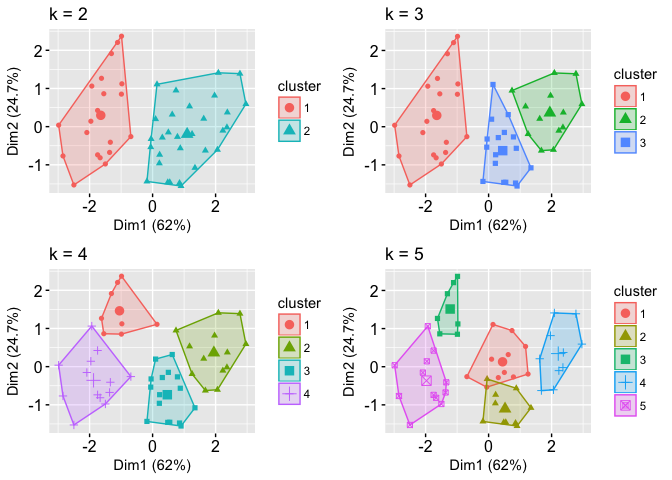 k = 2
2
1
0
-1
Dim2 (24.7%)
-2
0
2
Dim1 (62%)
cluster
1
2
k = 3
2
1
0
-1
Dim2 (24.7%)
-2
0
2
Dim1 (62%)
cluster
1
2
3
k = 4
2
1
0
-1
Dim2 (24.7%)
-2
0
2
Dim1 (62%)
cluster
1
2
3
4
k = 5
2
1
0
-1
Dim2 (24.7%)
-2
0
2
Dim1 (62%)
cluster
1
2
3
4
5